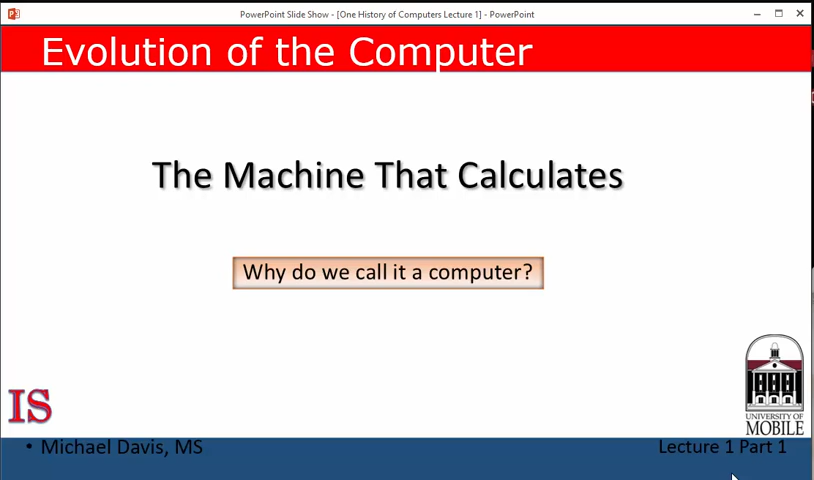 PowerPoint Slide Show - [One History of Computers Lecture 1] - PowerPoint
Evolution of the Computer
The Machine That Calculates
Why do we call it a computer?
IS
UNIVERSITY OF
MOBILE
• Michael Davis, MS
Lecture 1 Part 1